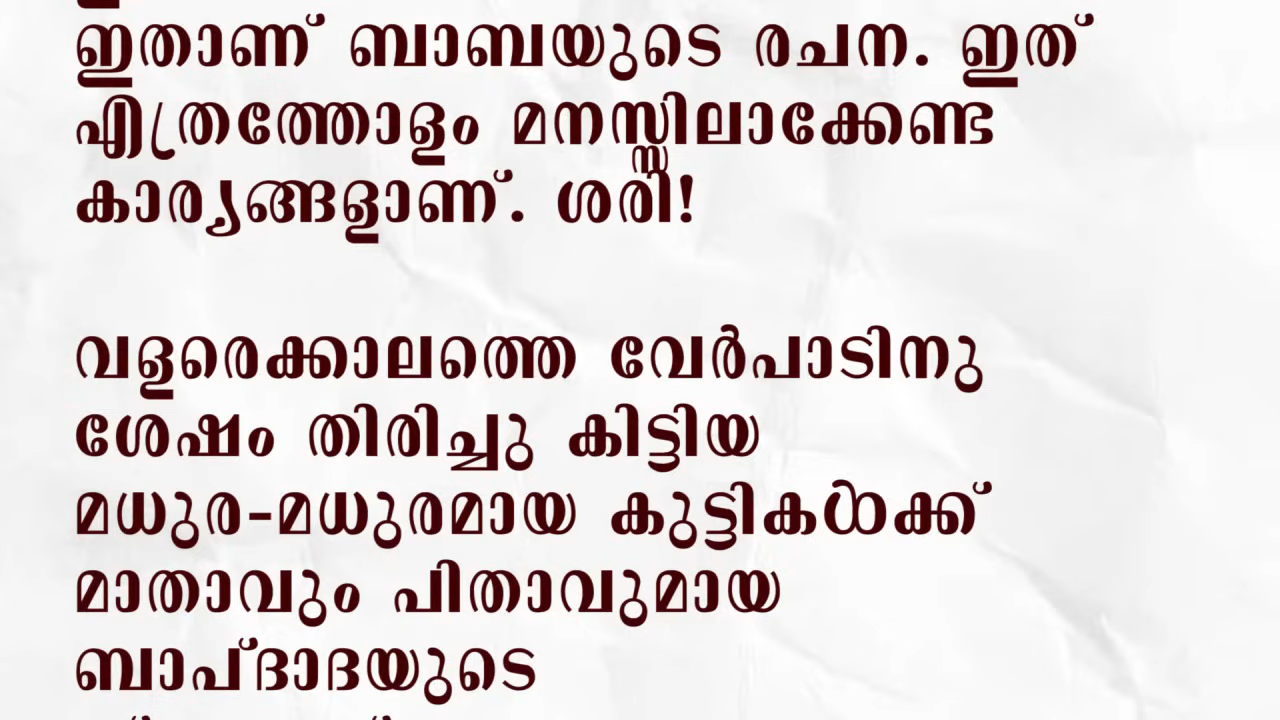 ഇതാണ് ബാബയുടെ രചന. ഇത്
എത്രത്തോളം മനസ്സിലാക്കേണ്ട
കാര്യങ്ങളാണ്. ശരി!
വളരെക്കാലത്തെ വേർപാടിനു
ശേഷം തിരിച്ചു കിട്ടിയ
മധുര-മധുരമായ കുട്ടികൾക്ക്
മാതാവും പിതാവുമായ
ബാപ്ദാദയുടെ